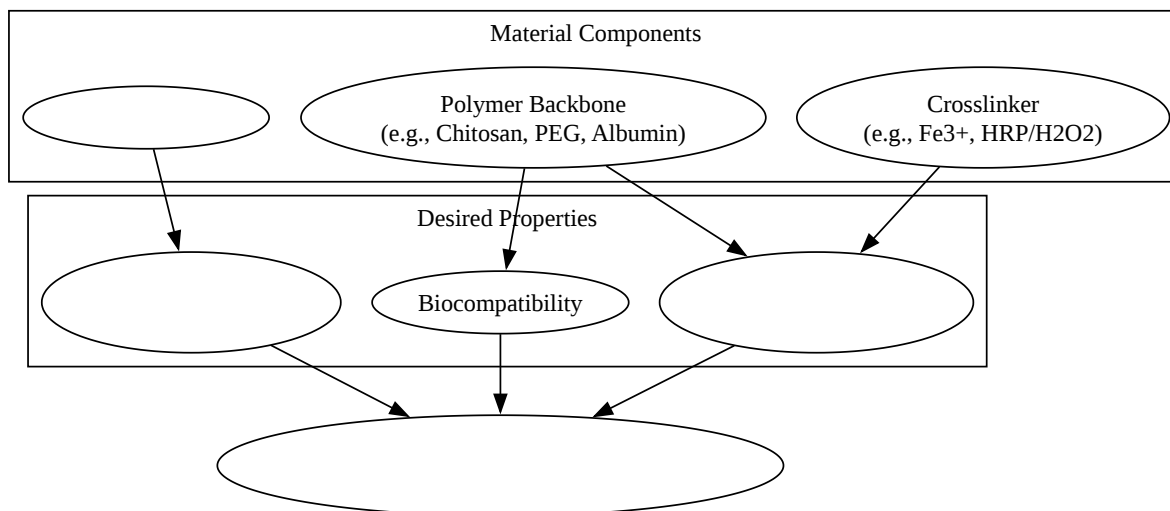 Material Components
Polymer Backbone
(e.g., Chitosan, PEG, Albumin)
Crosslinker
(e.g., Fe3+, HRP/H2O2)
Desired Properties
Biocompatibility